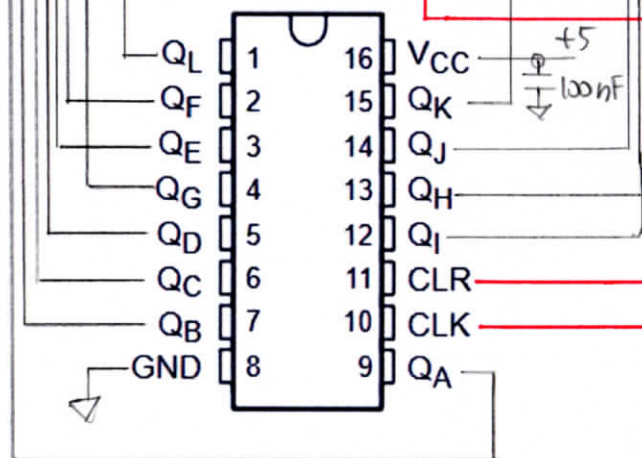 +5
QL 1 16 VCC
100nF
QF 2 15 QK
QE 3 14 QJ
QG 4 13 QH
QD 5 12 QI
QC 6 11 CLR
QB 7 10 CLK
GND 8 9 QA